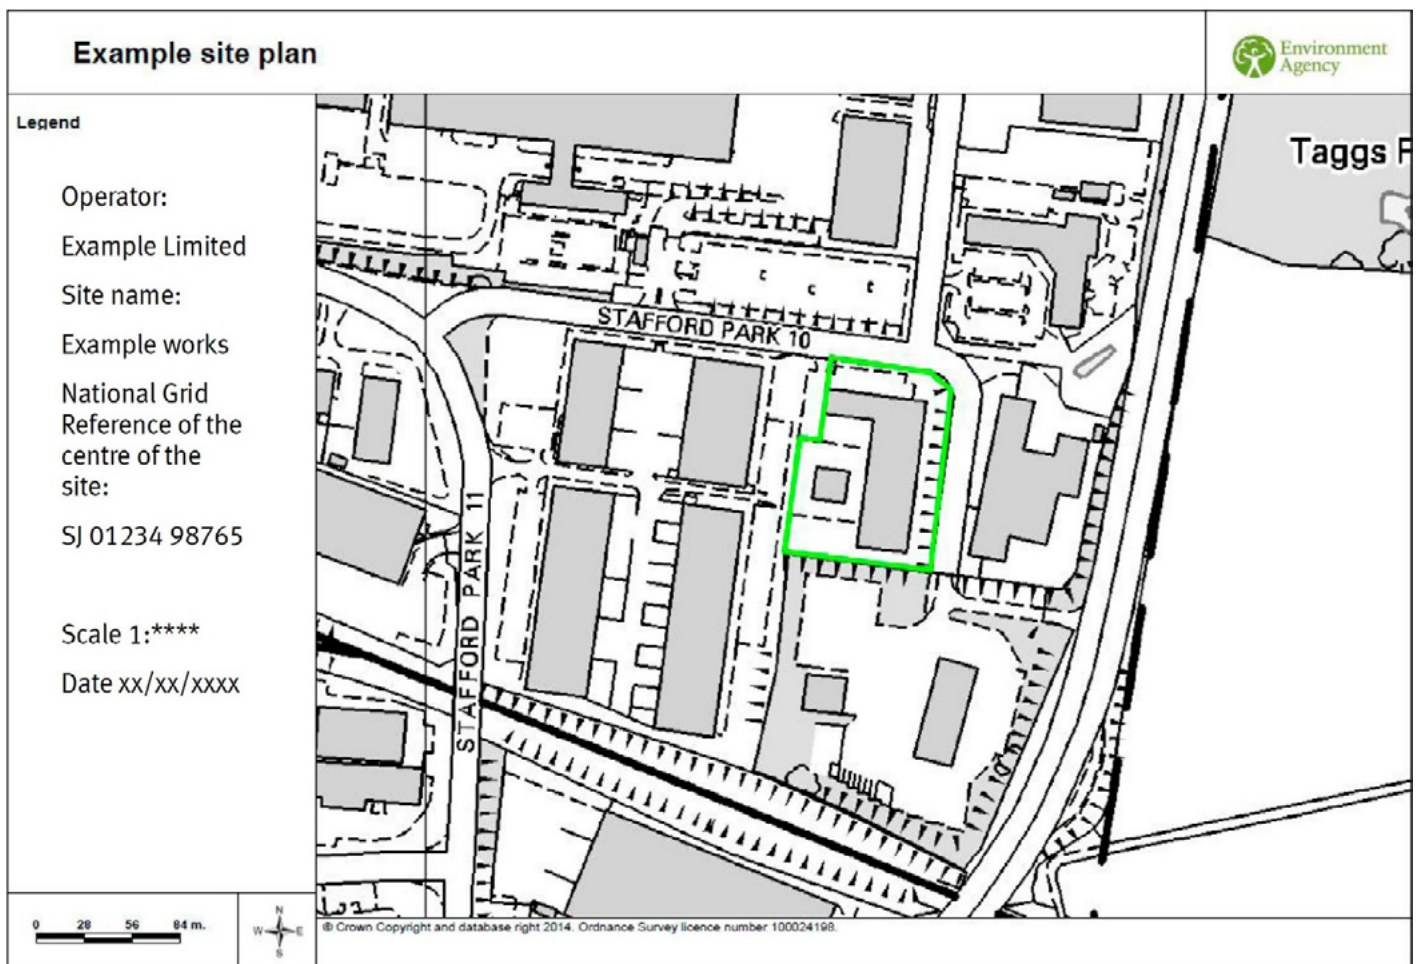 Example site plan
Environment
Agency
Legend
Operator:
Example Limited
Site name:
Example works
National Grid
Reference of the
centre of the
site:
SJ 01234 98765
Scale 1:****
Date xx/xx/xxxx
Taggs F
STAFFORD PARK 10
STAFFORD PARK 11
0 28 56 84 m.
N
W E
S
© Crown Copyright and database right 2014. Ordnance Survey licence number 100024198.